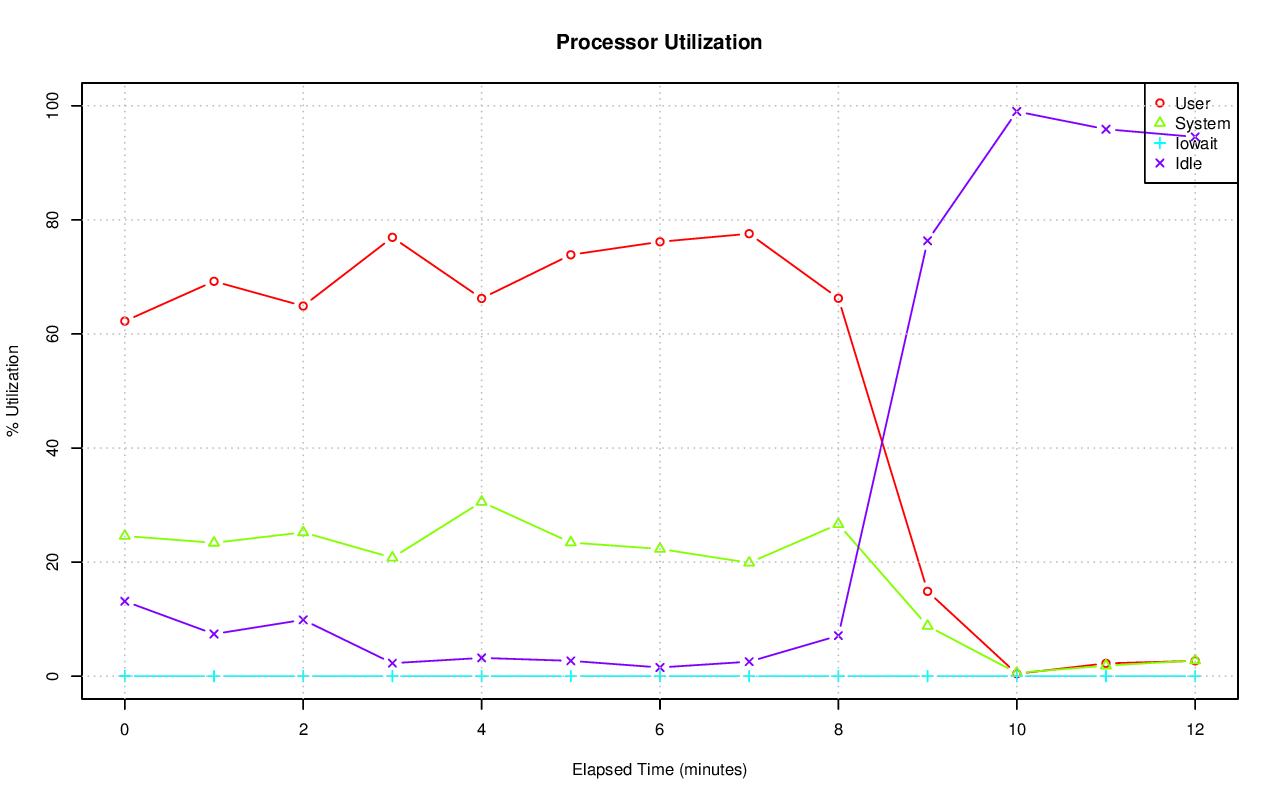 Processor Utilization
% Utilization
100
80
60
40
20
0
User
System
Iowait
Idle
0 2 4 6 8 10 12
Elapsed Time (minutes)